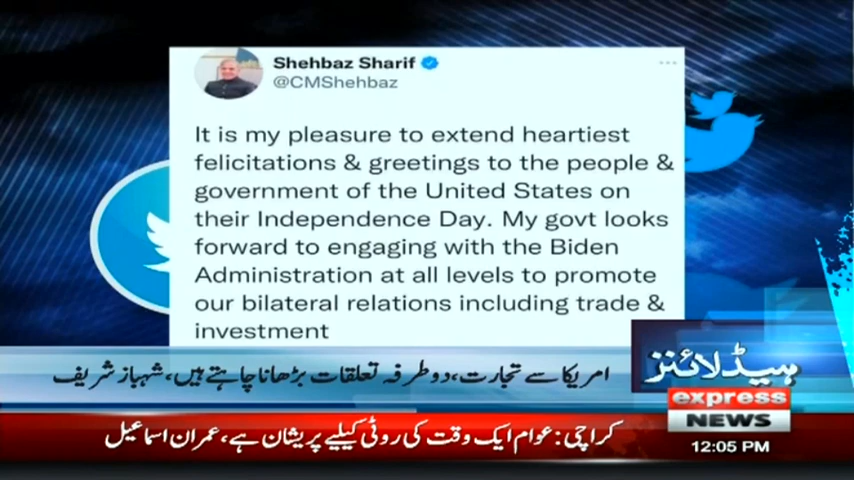 Shehbaz Sharif
@CMShehbaz
It is my pleasure to extend heartiest
felicitations & greetings to the people &
government of the United States on
their Independence Day. My govt looks
forward to engaging with the Biden
Administration at all levels to promote
our bilateral relations including trade &
investment
امریکا سے تجارت، دو طرفہ تعلقات بڑھانا چاہتے ہیں، شہباز شریف
ہیڈلائنز
express
NEWS
کراچی: عوام ایک وقت کی روٹی کیلیے پریشان ہے، عمران اسماعیل
12:05 PM